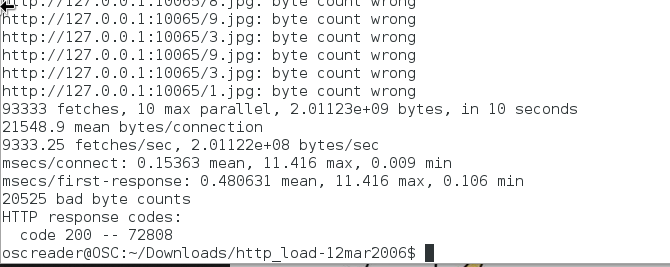 http://127.0.0.1:10065/8.jpg: byte count wrong
http://127.0.0.1:10065/9.jpg: byte count wrong
http://127.0.0.1:10065/3.jpg: byte count wrong
http://127.0.0.1:10065/9.jpg: byte count wrong
http://127.0.0.1:10065/3.jpg: byte count wrong
http://127.0.0.1:10065/1.jpg: byte count wrong
93333 fetches, 10 max parallel, 2.01123e+09 bytes, in 10 seconds
21548.9 mean bytes/connection
9333.25 fetches/sec, 2.01122e+08 bytes/sec
msecs/connect: 0.15363 mean, 11.416 max, 0.009 min
msecs/first-response: 0.480631 mean, 11.416 max, 0.106 min
20525 bad byte counts
HTTP response codes:
  code 200 -- 72808
oscreader@OSC:~/Downloads/http_load-12mar2006$